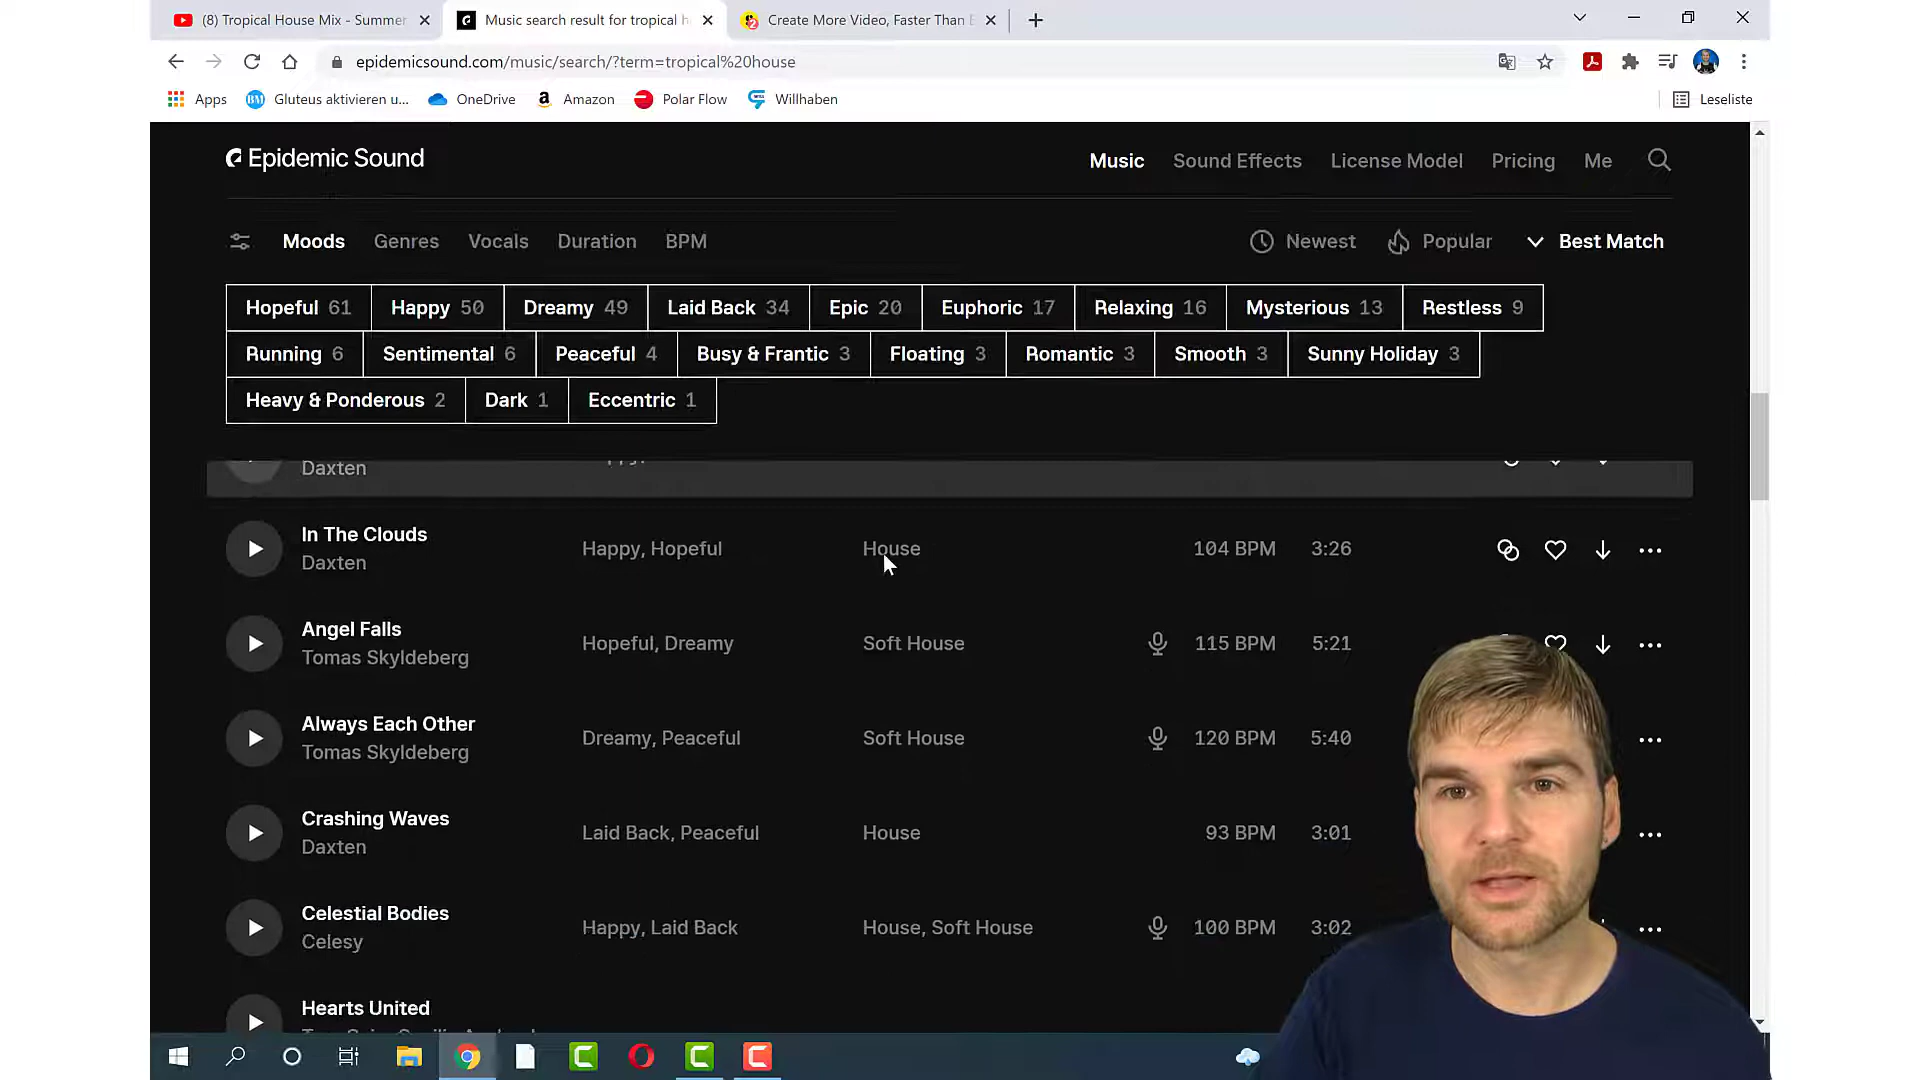 (8) Tropical House Mix - Summer
Music search result for tropical h
Create More Video, Faster Than E
epidemicsound.com/music/search/?term=tropical%20house
Apps
BM Gluteus aktivieren u...
OneDrive
Amazon
Polar Flow
Willhaben
Leseliste
Epidemic Sound
Music Sound Effects License Model Pricing Me
Moods Genres Vocals Duration BPM
Newest Popular Best Match
Hopeful 61 Happy 50 Dreamy 49 Laid Back 34 Epic 20 Euphoric 17 Relaxing 16 Mysterious 13 Restless 9
Running 6 Sentimental 6 Peaceful 4 Busy & Frantic 3 Floating 3 Romantic 3 Smooth 3 Sunny Holiday 3
Heavy & Ponderous 2 Dark 1 Eccentric 1
Daxten
In The Clouds
Daxten
Happy, Hopeful House 104 BPM 3:26
Angel Falls
Tomas Skyldeberg
Hopeful, Dreamy Soft House 115 BPM 5:21
Always Each Other
Tomas Skyldeberg
Dreamy, Peaceful Soft House 120 BPM 5:40
Crashing Waves
Daxten
Laid Back, Peaceful House 93 BPM 3:01
Celestial Bodies
Celesy
Happy, Laid Back House, Soft House 100 BPM 3:02
Hearts United